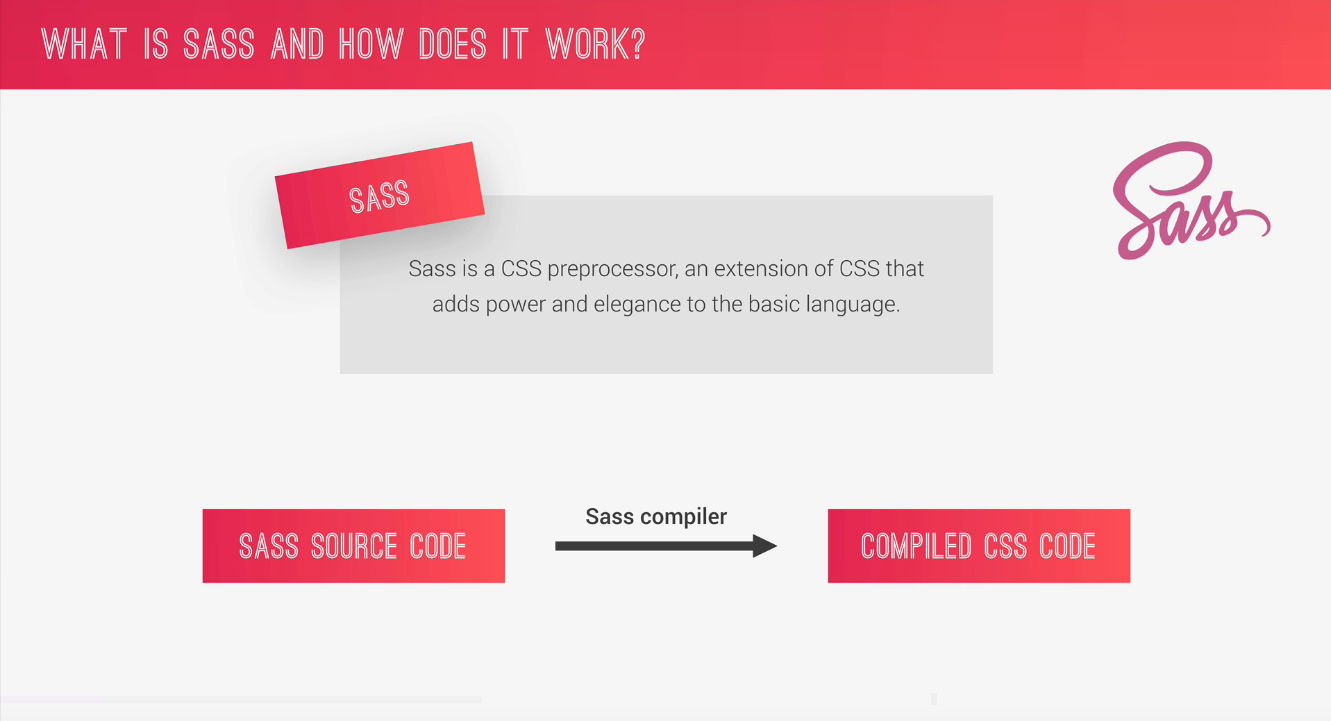 WHAT IS SASS AND HOW DOES IT WORK?
SASS
Sass
Sass is a CSS preprocessor, an extension of CSS that
adds power and elegance to the basic language.
Sass compiler
SASS SOURCE CODE
COMPILED CSS CODE